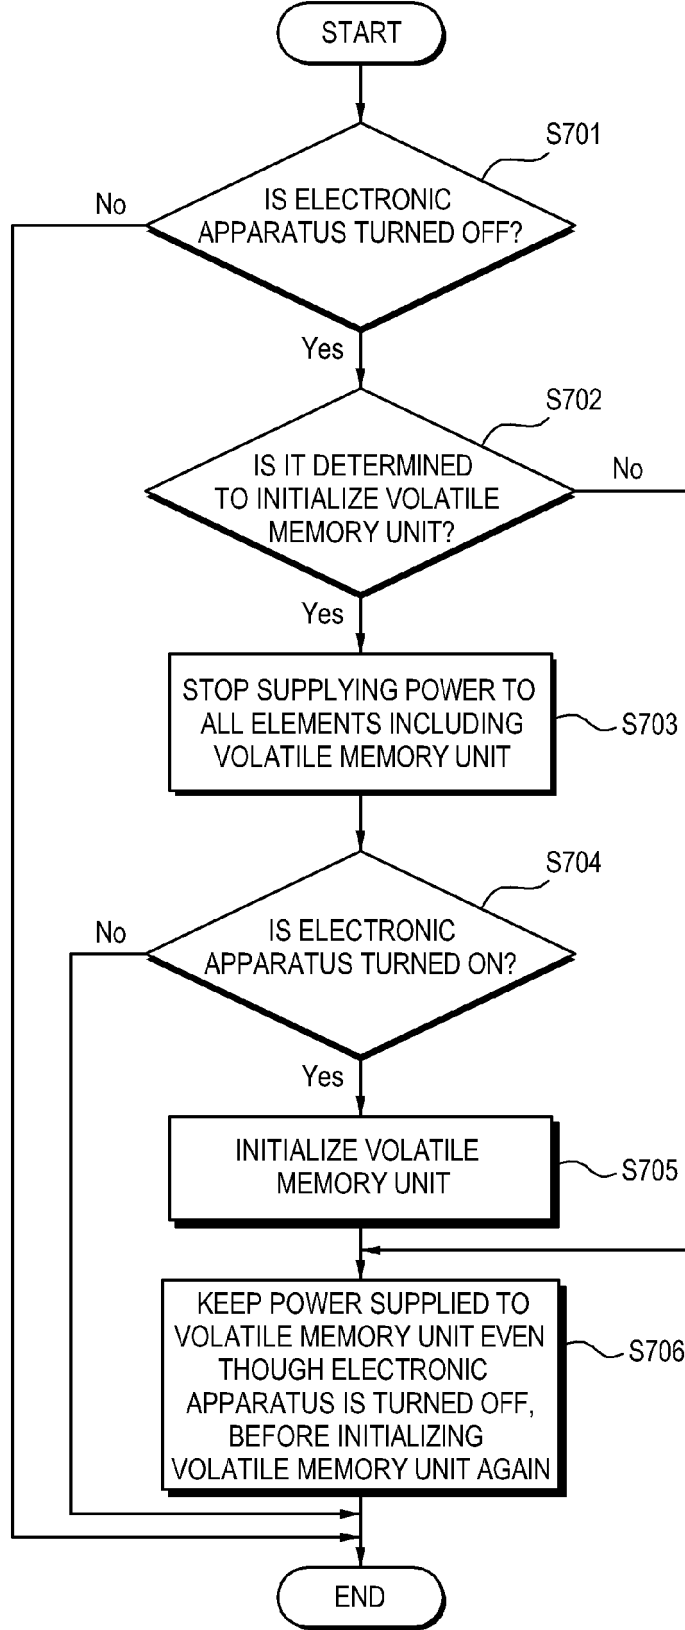 START
S701
No
IS ELECTRONIC
APPARATUS TURNED OFF?
Yes
S702
IS IT DETERMINED
TO INITIALIZE VOLATILE
MEMORY UNIT?
No
Yes
STOP SUPPLYING POWER TO
ALL ELEMENTS INCLUDING
VOLATILE MEMORY UNIT
S703
S704
No
IS ELECTRONIC
APPARATUS TURNED ON?
Yes
INITIALIZE VOLATILE
MEMORY UNIT
S705
KEEP POWER SUPPLIED TO
VOLATILE MEMORY UNIT EVEN
THOUGH ELECTRONIC
APPARATUS IS TURNED OFF,
BEFORE INITIALIZING
VOLATILE MEMORY UNIT AGAIN
S706
END